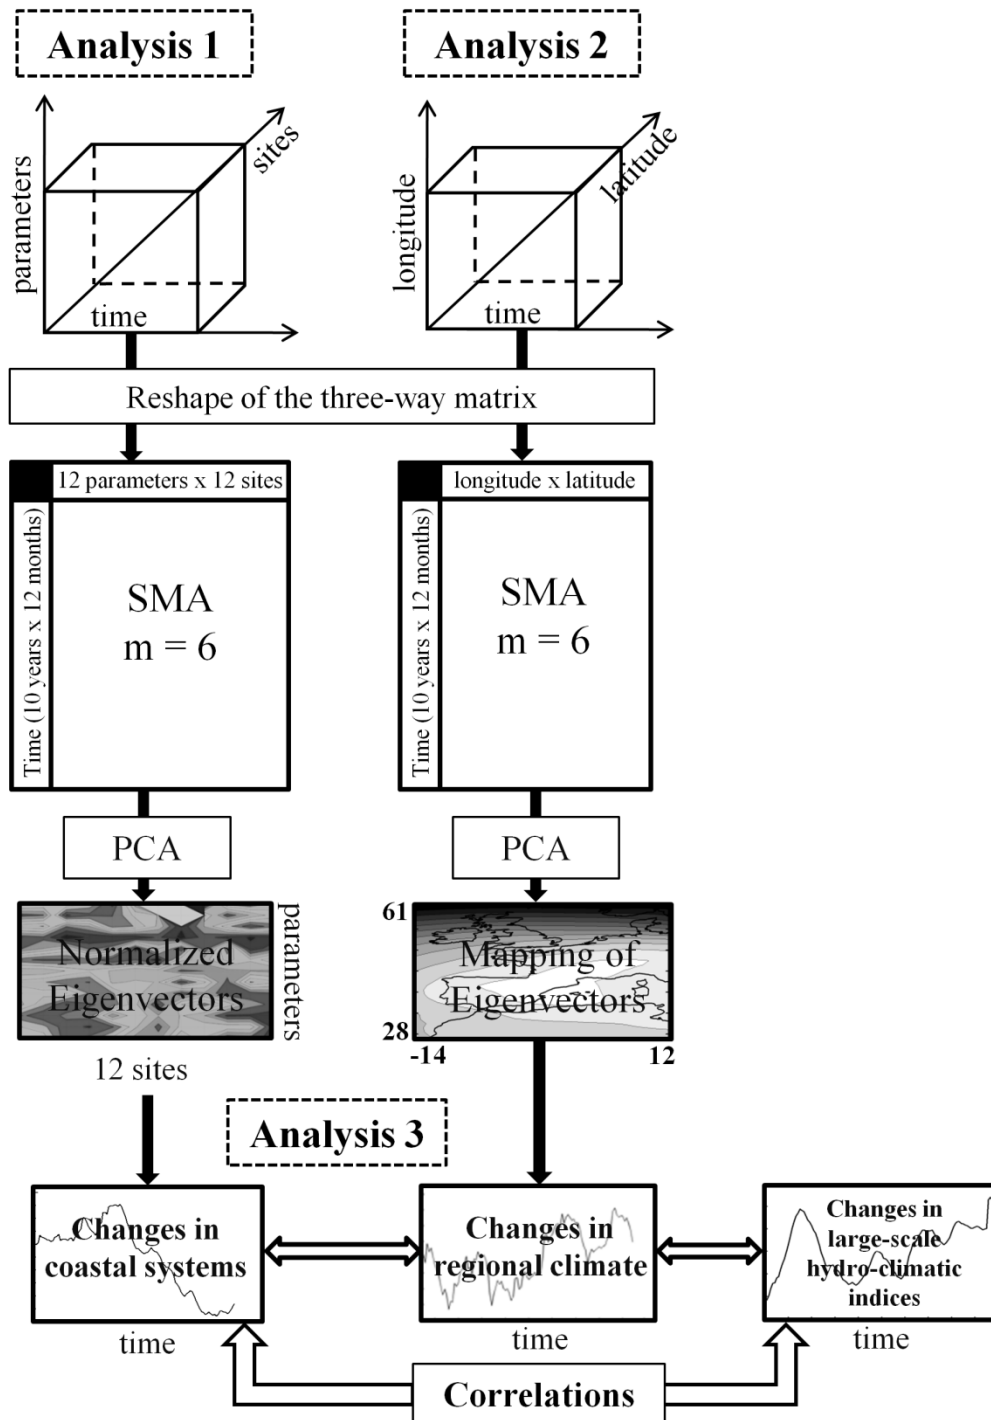 Analysis 1
Analysis 2
parameters
sites
time
longitude
latitude
time
Reshape of the three-way matrix
12 parameters x 12 sites
Time (10 years x 12 months)
SMA
m = 6
longitude x latitude
Time (10 years x 12 months)
SMA
m = 6
PCA
PCA
Normalized
Eigenvectors
parameters
12 sites
61
Mapping of
Eigenvectors
28
-14
12
Analysis 3
Changes in
coastal systems
time
Changes in
regional climate
time
Changes in
large-scale
hydro-climatic
indices
time
Correlations